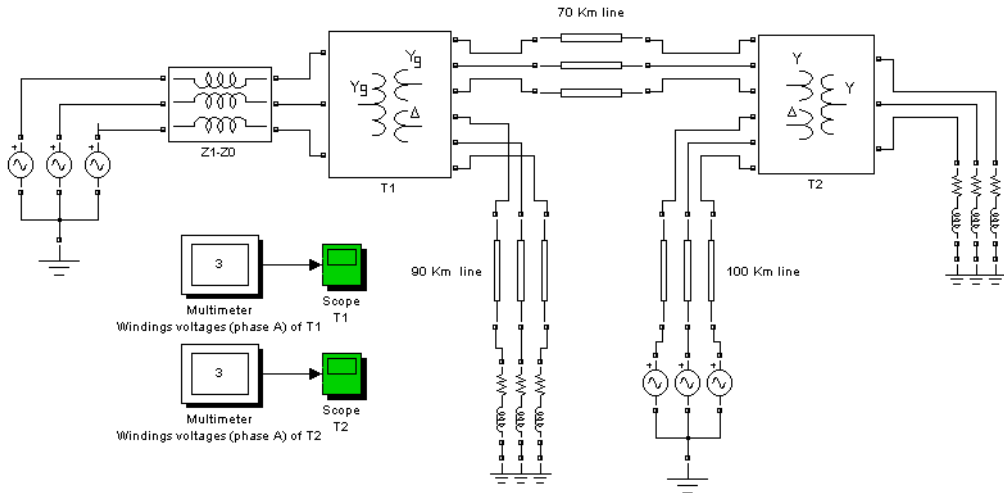 70 Km line
Yg
Yg
Δ
Z1-Z0
T1
Y
Y
Δ
T2
+
+
+
90 Km line
100 Km line
3
Scope
T1
Multimeter
Windings voltages (phase A) of T1
3
Scope
T2
Multimeter
Windings voltages (phase A) of T2
+
+
+